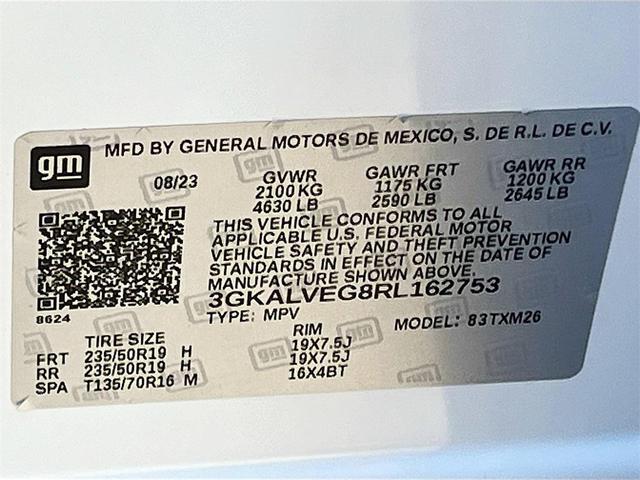 gm MFD BY GENERAL MOTORS DE MEXICO, S. DE R.L. DE C.V.
08/23 GVWR GAWR FRT GAWR RR
2100 KG 1175 KG 1200 KG
4630 LB 2590 LB 2645 LB
THIS VEHICLE CONFORMS TO ALL
APPLICABLE U.S. FEDERAL MOTOR
VEHICLE SAFETY AND THEFT PREVENTION
STANDARDS IN EFFECT ON THE DATE OF
MANUFACTURE SHOWN ABOVE.
3GKALVEG8RL162753
8624 TYPE: MPV MODEL: 83TXM26
TIRE SIZE RIM
FRT 235/50R19 H 19X7.5J
RR 235/50R19 H 19X7.5J
SPA T135/70R16 M 16X4BT